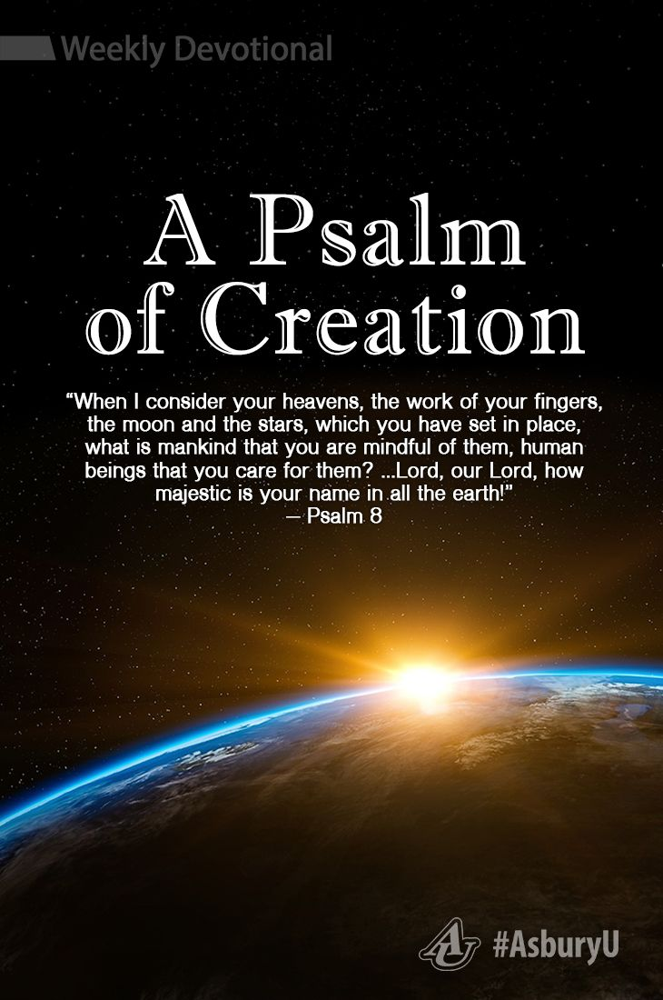 Weekly Devotional
A Psalm
of Creation
“When I consider your heavens, the work of your fingers,
the moon and the stars, which you have set in place,
what is mankind that you are mindful of them, human
beings that you care for them? ...Lord, our Lord, how
majestic is your name in all the earth!”
– Psalm 8
AU #AsburyU